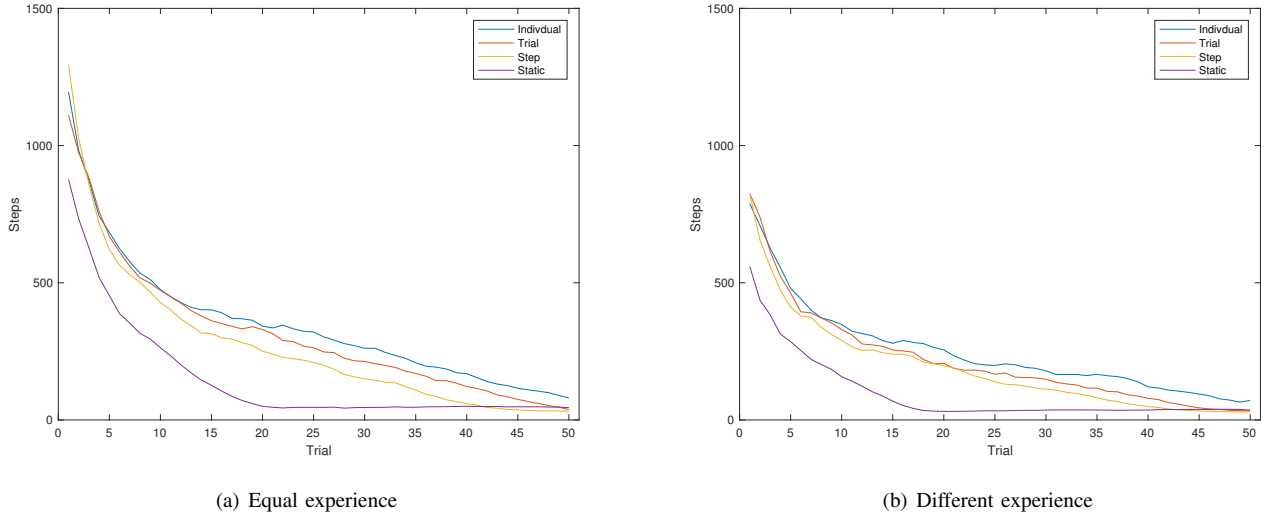 1500
1000
500
0
Steps
0 5 10 15 20 25 30 35 40 45 50
Trial
Indivdual
Trial
Step
Static
(a) Equal experience
1500
1000
500
0
Steps
0 5 10 15 20 25 30 35 40 45 50
Trial
Indivdual
Trial
Step
Static
(b) Different experience